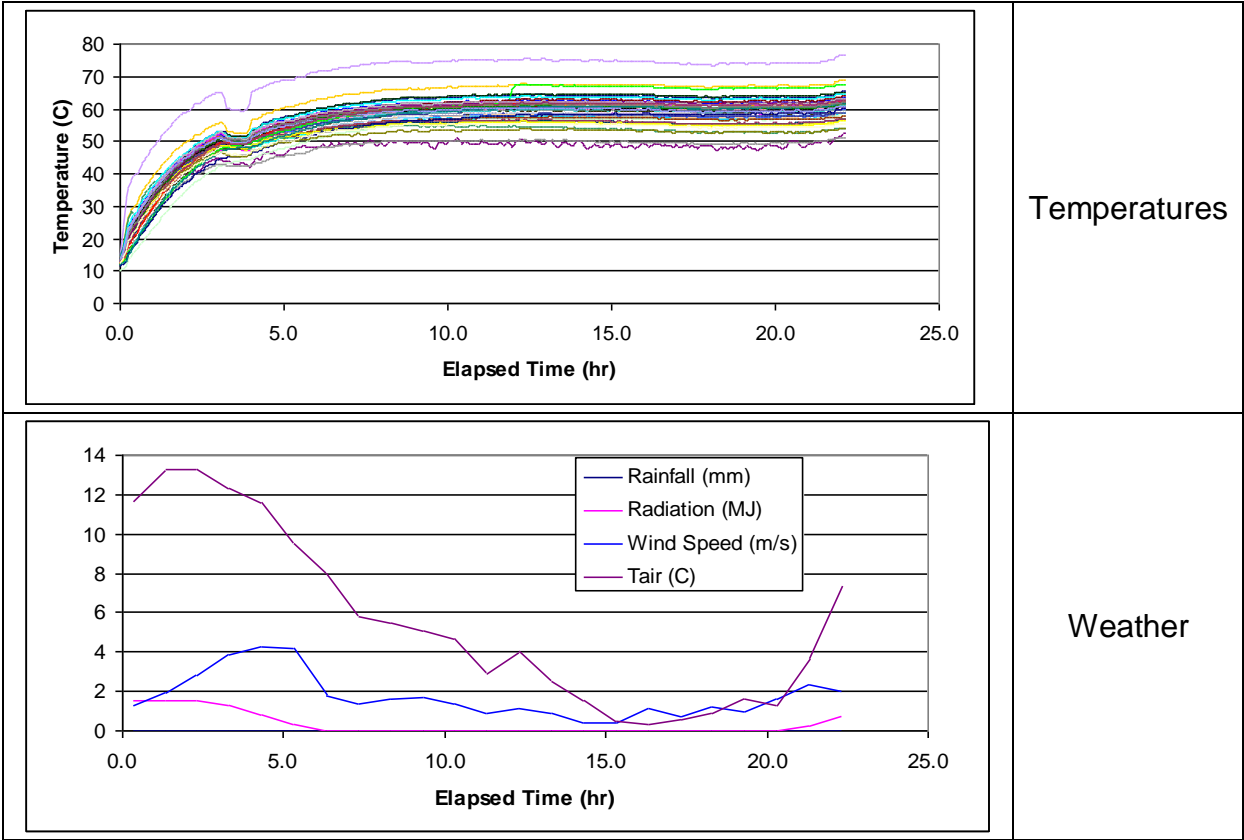 80
70
60
50
40
30
20
10
0
Temperature (C)
0.0 5.0 10.0 15.0 20.0 25.0
Elapsed Time (hr)
Temperatures
14
12
10
8
6
4
2
0
Rainfall (mm)
Radiation (MJ)
Wind Speed (m/s)
Tair (C)
0.0 5.0 10.0 15.0 20.0 25.0
Elapsed Time (hr)
Weather